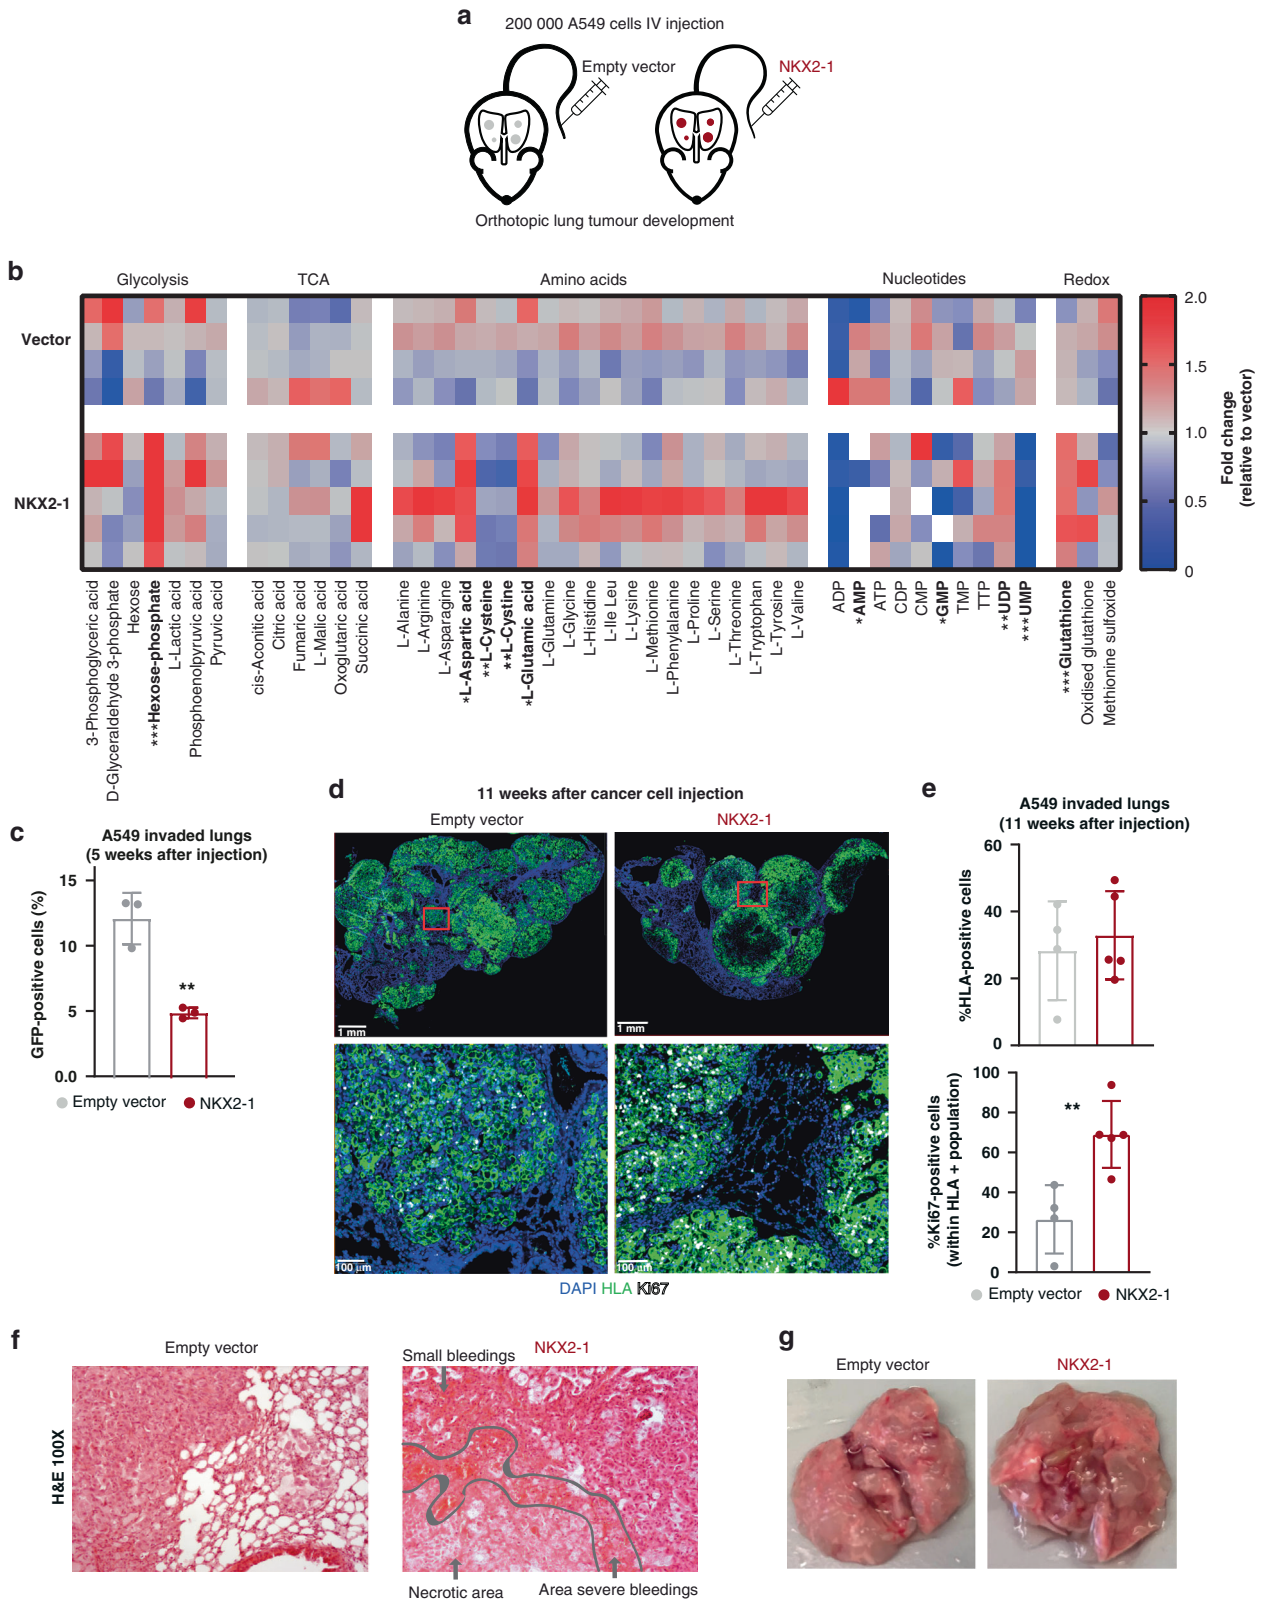 a
200 000 A549 cells IV injection
Empty vector
NKX2-1
Orthotopic lung tumour development
b
Glycolysis
TCA
Amino acids
Nucleotides
Redox
Vector
NKX2-1
2.0
1.5
1.0
0.5
0
Fold change
(relative to vector)
3-Phosphoglyceric acid
D-Glyceraldehyde 3-phosphate
Hexose
***Hexose-phosphate
L-Lactic acid
Phosphoenolpyruvic acid
Pyruvic acid
cis-Aconitic acid
Citric acid
Fumaric acid
L-Malic acid
Oxoglutaric acid
Succinic acid
L-Alanine
L-Arginine
L-Asparagine
*L-Aspartic acid
**L-Cysteine
**L-Cystine
*L-Glutamic acid
L-Glutamine
L-Glycine
L-Histidine
L-Ile Leu
L-Lysine
L-Methionine
L-Phenylalanine
L-Proline
L-Serine
L-Threonine
L-Tryptophan
L-Tyrosine
L-Valine
ADP
*AMP
ATP
CDP
CMP
*GMP
TMP
TTP
**UDP
***UMP
***Glutathione
Oxidised glutathione
Methionine sulfoxide
c
A549 invaded lungs
(5 weeks after injection)
GFP-positive cells (%)
15
10
5
0.0
**
Empty vector
NKX2-1
d
11 weeks after cancer cell injection
Empty vector
NKX2-1
1 mm
1 mm
100 µm
100 µm
DAPI HLA Ki67
e
A549 invaded lungs
(11 weeks after injection)
%HLA-positive cells
60
40
20
0
%Ki67-positive cells
(within HLA + population)
100
80
60
40
20
0
**
Empty vector
NKX2-1
f
Empty vector
NKX2-1
Small bleedings
H&E 100X
Necrotic area
Area severe bleedings
g
Empty vector
NKX2-1